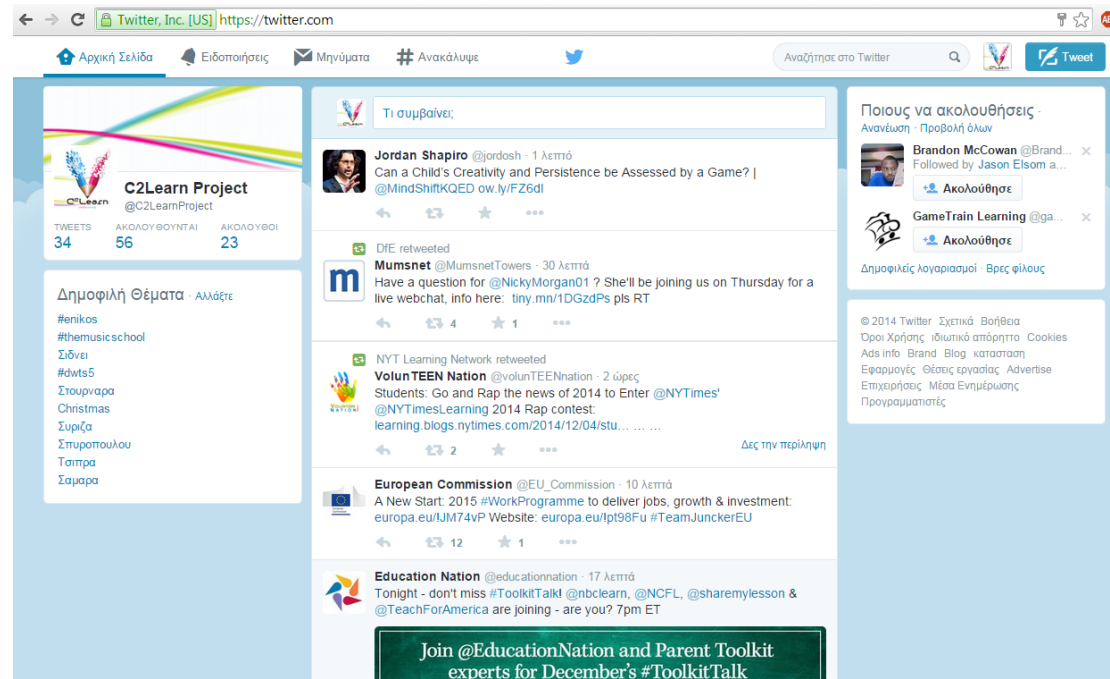 Twitter, Inc. [US] https://twitter.com
Αρχική Σελίδα Ειδοποιήσεις Μηνύματα Ανακάλυψε Αναζήτησε στο Twitter Tweet
C2Learn
C2Learn Project
@C2LearnProject
TWEETS ΑΚΟΛΟΥΘΟΥΝΤΑΙ ΑΚΟΛΟΥΘΟΙ
34 56 23
Δημοφιλή Θέματα · Αλλάξτε
#enikos
#themusicschool
Σιδνει
#dwts5
Στουρναρα
Christmas
Συριζα
Σπυροπουλου
Τσιπρα
Σαμαρα
Τι συμβαίνει;
Jordan Shapiro @jordosh · 1 λεπτό
Can a Child's Creativity and Persistence be Assessed by a Game? |
@MindShiftKQED ow.ly/FZ6dI
DfE retweeted
Mumsnet @MumsnetTowers · 30 λεπτά
m
Have a question for @NickyMorgan01 ? She'll be joining us on Thursday for a
live webchat, info here: tiny.mn/1DGzdPs pls RT
4 1
NYT Learning Network retweeted
VolunTEEN Nation @volunTEENnation · 2 ώρες
Students: Go and Rap the news of 2014 to Enter @NYTimes'
@NYTimesLearning 2014 Rap contest:
learning.blogs.nytimes.com/2014/12/04/stu… … …
2 Δες την περίληψη
European Commission @EU_Commission · 10 λεπτά
A New Start: 2015 #WorkProgramme to deliver jobs, growth & investment:
europa.eu/!JM74vP Website: europa.eu/!pt98Fu #TeamJunckerEU
12 1
Education Nation @educationnation · 17 λεπτά
Tonight - don't miss #ToolkitTalk! @nbclearn, @NCFL, @sharemylesson &
@TeachForAmerica are joining - are you? 7pm ET
Join @EducationNation and Parent Toolkit
experts for December's #ToolkitTalk
Ποιους να ακολουθήσεις ·
Ανανέωση · Προβολή όλων
Brandon McCowan @Brand...
Followed by Jason Elsom a...
Ακολούθησε
GameTrain Learning @ga...
Ακολούθησε
Δημοφιλείς λογαριασμοί · Βρες φίλους
© 2014 Twitter Σχετικά Βοήθεια
Όροι Χρήσης ιδιωτικό απόρητο Cookies
Ads info Brand Blog κατασταση
Εφαρμογές Θέσεις εργασίας Advertise
Επιχειρήσεις Μέσα Ενημέρωσης
Προγραμματιστές